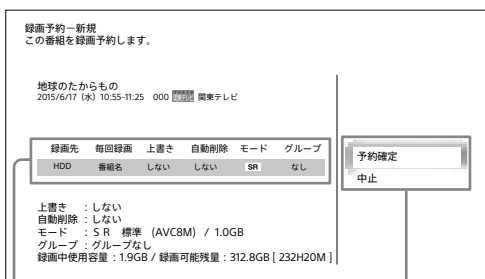 録画予約ー新規
この番組を録画予約します。
地球のたからもの
2015/6/17 (水) 10:55-11:25 000 関東テレビ
録画先 毎回録画 上書き 自動削除 モード グループ
HDD 番組名 しない しない SR なし
予約確定
中止
上書き :しない
自動削除 :しない
モード :SR 標準 (AVC8M) / 1.0GB
グループ :グループなし
録画中使用容量 : 1.9GB / 録画可能残量 : 312.8GB [ 232H20M ]